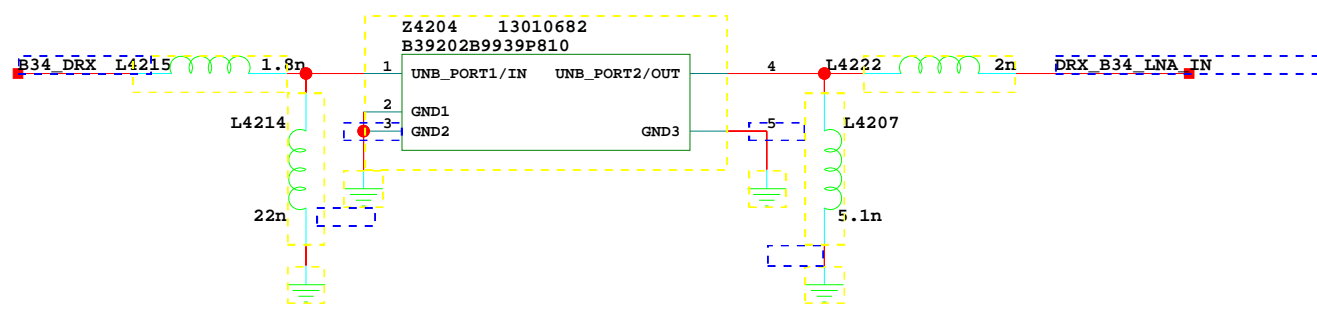 Z4204 13010682
B39202B9939P810
B34_DRX L4215 1.8n 1 UNB_PORT1/IN UNB_PORT2/OUT 4 L4222 2n DRX_B34_LNA_IN
2 GND1
L4214 3 GND2 GND3 5 L4207
22n 5.1n